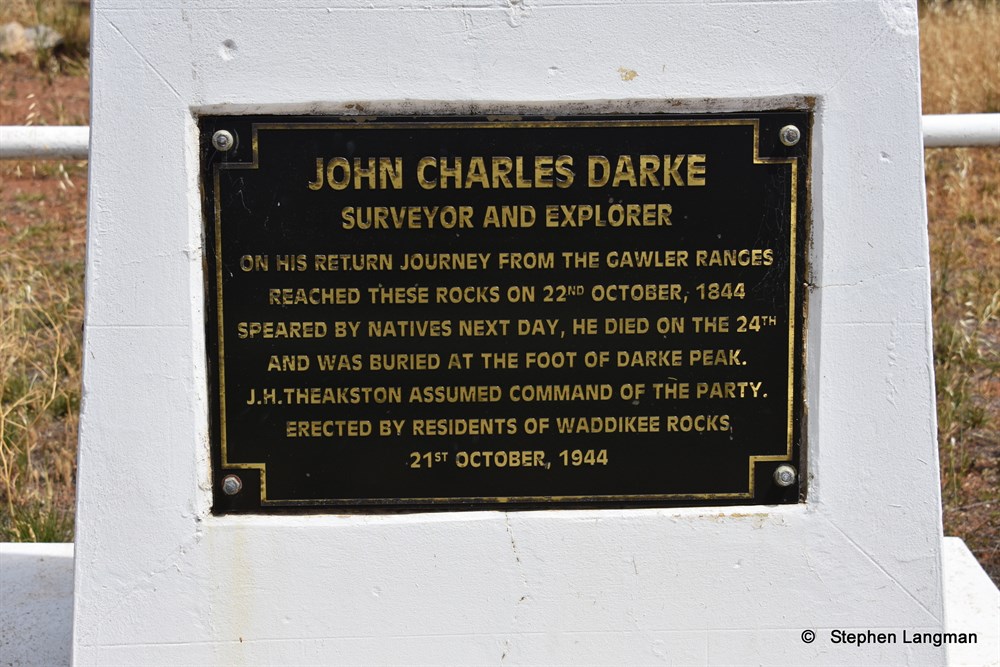 JOHN CHARLES DARKE
SURVEYOR AND EXPLORER
ON HIS RETURN JOURNEY FROM THE GAWLER RANGES
REACHED THESE ROCKS ON 22ND OCTOBER, 1844
SPEARED BY NATIVES NEXT DAY, HE DIED ON THE 24TH
AND WAS BURIED AT THE FOOT OF DARKE PEAK.
J.H.THEAKSTON ASSUMED COMMAND OF THE PARTY.
ERECTED BY RESIDENTS OF WADDIKEE ROCKS
21ST OCTOBER, 1944
© Stephen Langman